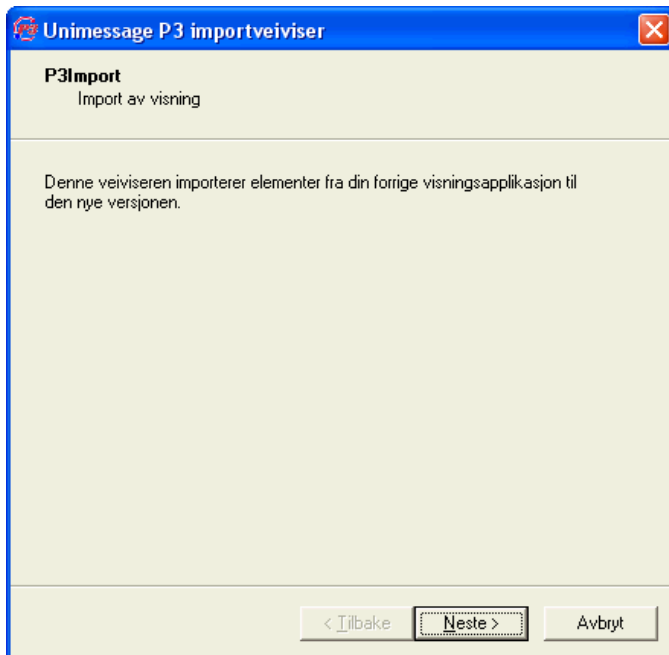 Unimessage P3 importveiviser
P3Import
Import av visning
Denne veiviseren importerer elementer fra din forrige visningsapplikasjon til
den nye versjonen.
< Tilbake
Neste >
Avbryt